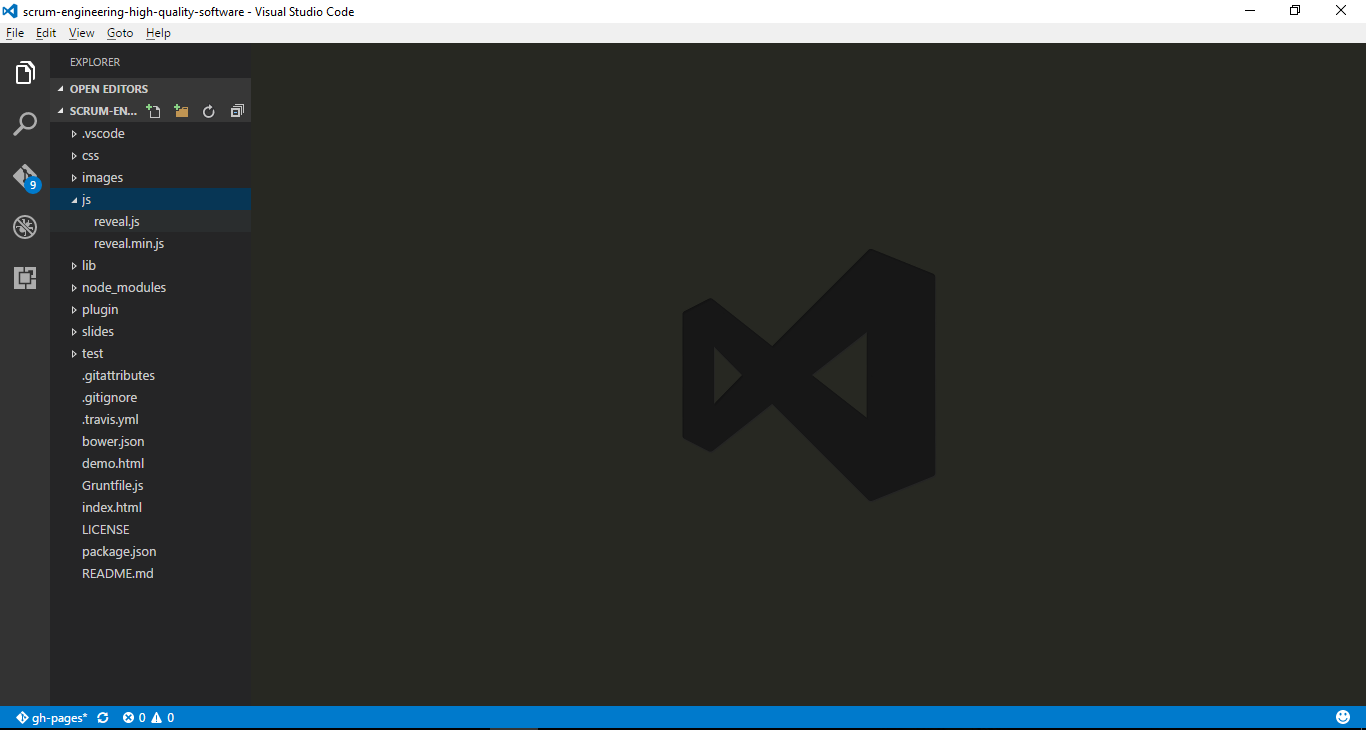 scrum-engineering-high-quality-software - Visual Studio Code
File Edit View Goto Help
EXPLORER
OPEN EDITORS
SCRUM-EN...
.vscode
css
images
9
js
reveal.js
reveal.min.js
lib
node_modules
plugin
slides
test
.gitattributes
.gitignore
.travis.yml
bower.json
demo.html
Gruntfile.js
index.html
LICENSE
package.json
README.md
gh-pages* 0 0